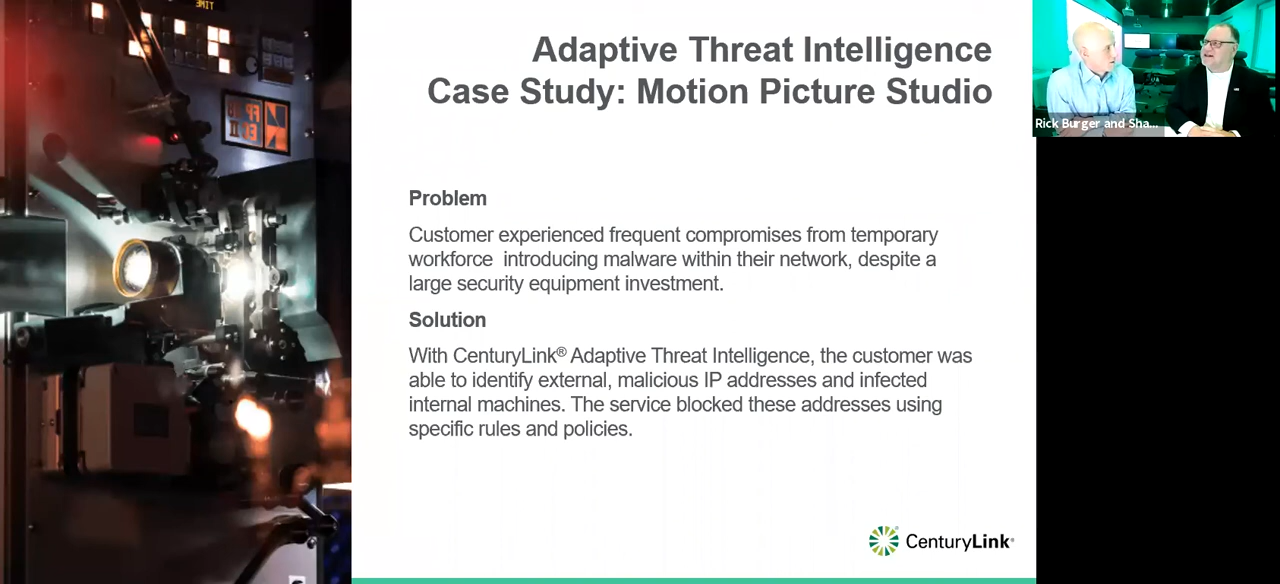 Adaptive Threat Intelligence
Case Study: Motion Picture Studio
Rick Burger and Sha...
Problem
Customer experienced frequent compromises from temporary
workforce introducing malware within their network, despite a
large security equipment investment.
Solution
With CenturyLink® Adaptive Threat Intelligence, the customer was
able to identify external, malicious IP addresses and infected
internal machines. The service blocked these addresses using
specific rules and policies.
CenturyLink®